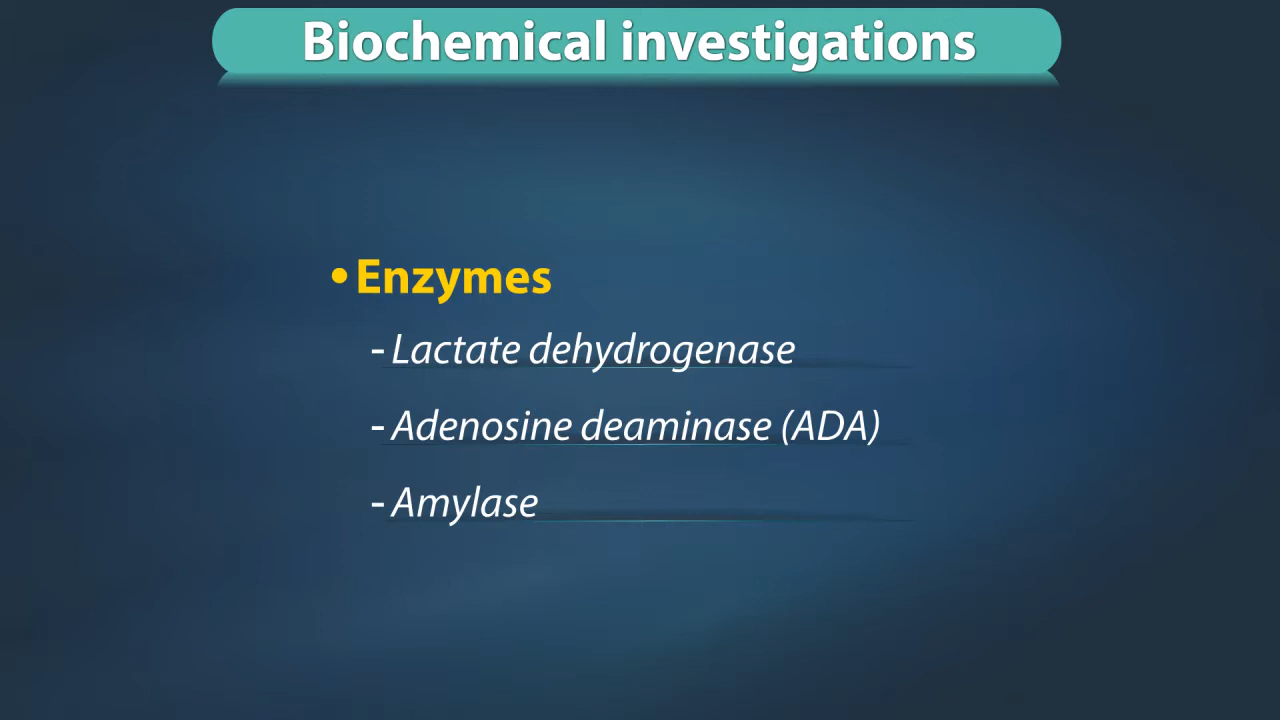 Biochemical investigations
• Enzymes
- Lactate dehydrogenase
- Adenosine deaminase (ADA)
- Amylase